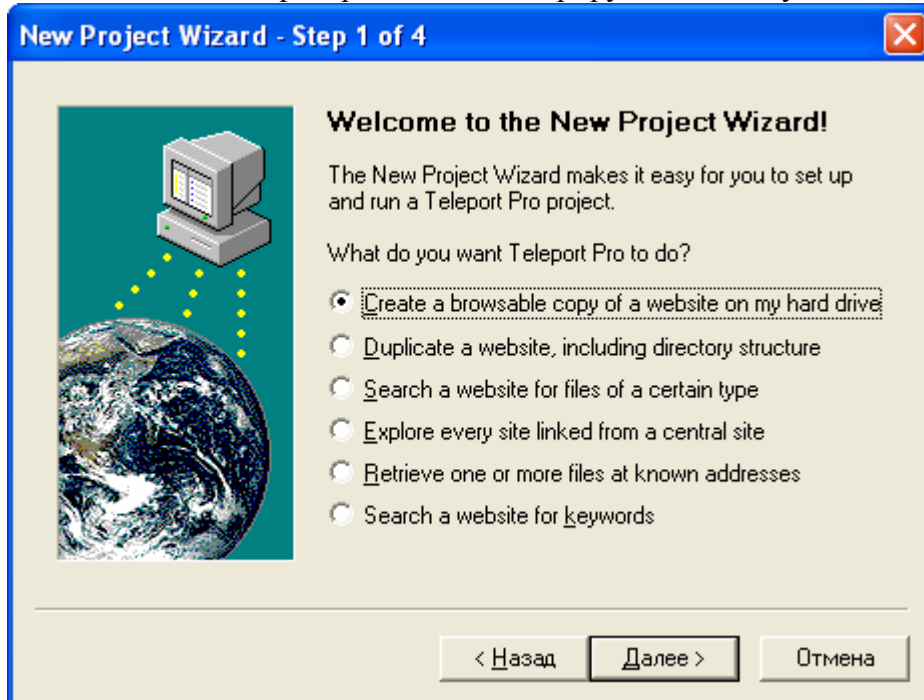 New Project Wizard - Step 1 of 4
Welcome to the New Project Wizard!
The New Project Wizard makes it easy for you to set up
and run a Teleport Pro project.
What do you want Teleport Pro to do?
Create a browsable copy of a website on my hard drive
Duplicate a website, including directory structure
Search a website for files of a certain type
Explore every site linked from a central site
Retrieve one or more files at known addresses
Search a website for keywords
< Назад Далее > Отмена